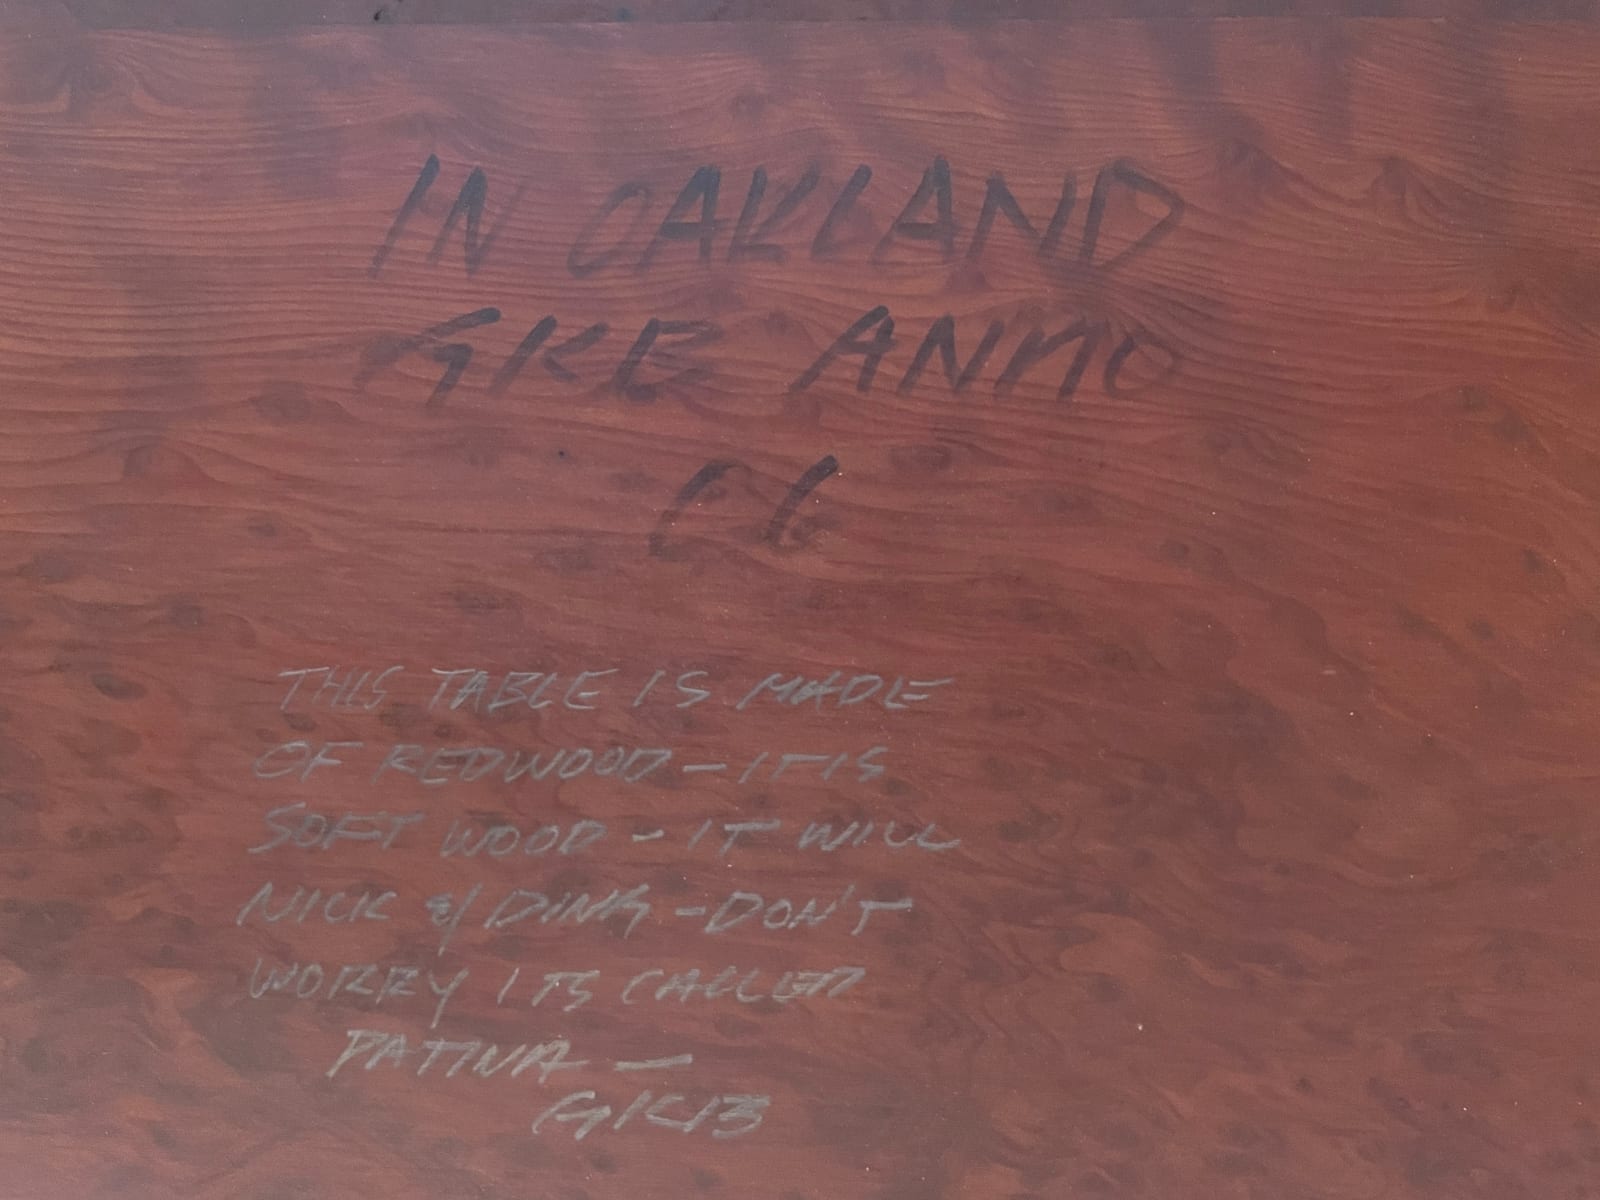 IN OAKLAND
GKB ANNO
CG
THIS TABLE IS MADE
OF REDWOOD – IT IS
SOFT WOOD – IT WILL
NICK & DING – DON'T
WORRY ITS CALLED
PATINA –
GKB